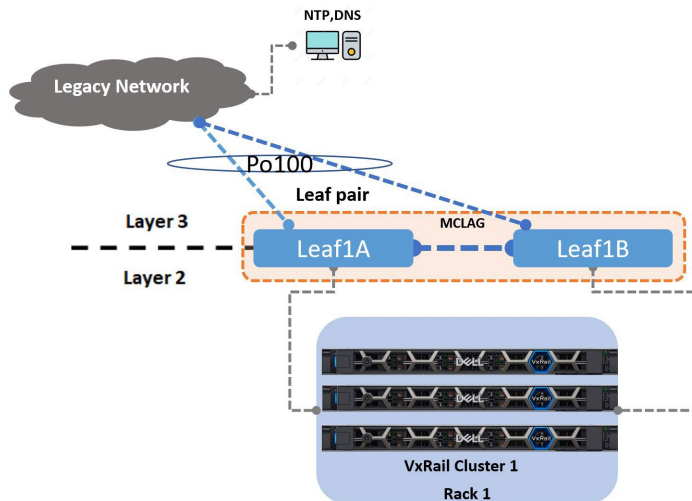 NTP,DNS
Legacy Network
Po100
Leaf pair
Layer 3
MCLAG
Leaf1A
Leaf1B
Layer 2
DELL
VxRail
DELL
VxRail
DELL
VxRail
VxRail Cluster 1
Rack 1